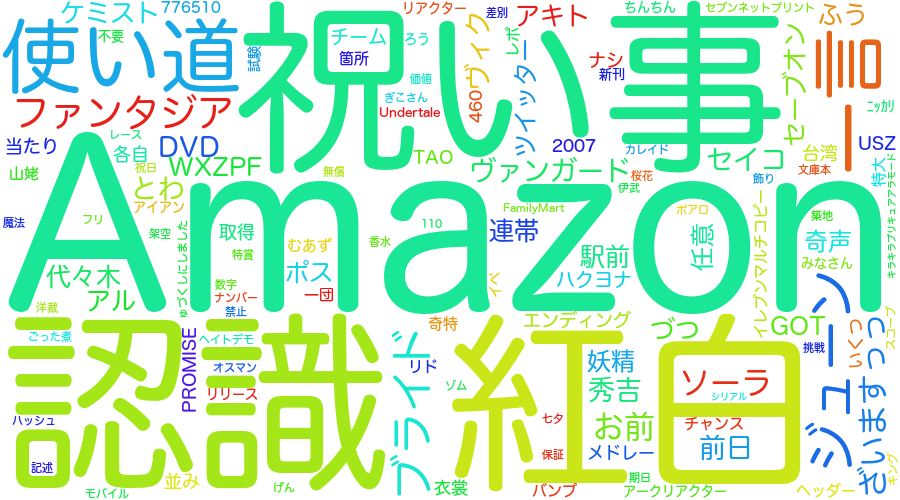 ケミスト
776510
不要
使い道
ファンタジア
当たり
DVD
レース
各自
WXZPF
山姥
祝日
とわ
アイアン
魔法
フリ
架空
ゅづくしにしました
代々木
アル
洋裁
祝い事
試験
チーム
箇所
ろう
価値
ぎこさん
リアクター
差別
460
ヴィク
レポ
Undertale
アキト
ツイッター
ナシ
新刊
2007
TAO
ヴァンガード
無償
FamilyMart
110
香水
連帯
取得
特賞
むあず
ポス
数字
ナンバー
一団
禁止
イベ
ちんちん
セブンネットプリント
ふう
言一
セーブオン
ニッカリ
カレイド
セイコ
台湾
文庫本
USZ
特大
桜花
伊武
飾り
キラキラプリキュアアラモード
ポアロ
イレブンマルチコピー
築地
奇声
任意
駅前
ハクヨナ
みなさん
Amazon
認識
紅白
ごった煮
ヘイトデモ
オスマン
PROMISE
リリース
ハッシュ
記述
モバイル
並み
げん
奇特
ブライド
リド
ゾム
衣裳
エンディング
づつ
GOT
妖精
秀吉
お前
メドレー
七夕
保証
バンプ
ソーラ
シリアル
チャンス
前日
期日
アークリアクター
ジューン
挑戦
いくっ
スコープ
ざいますっっ
キング
ヘッダー